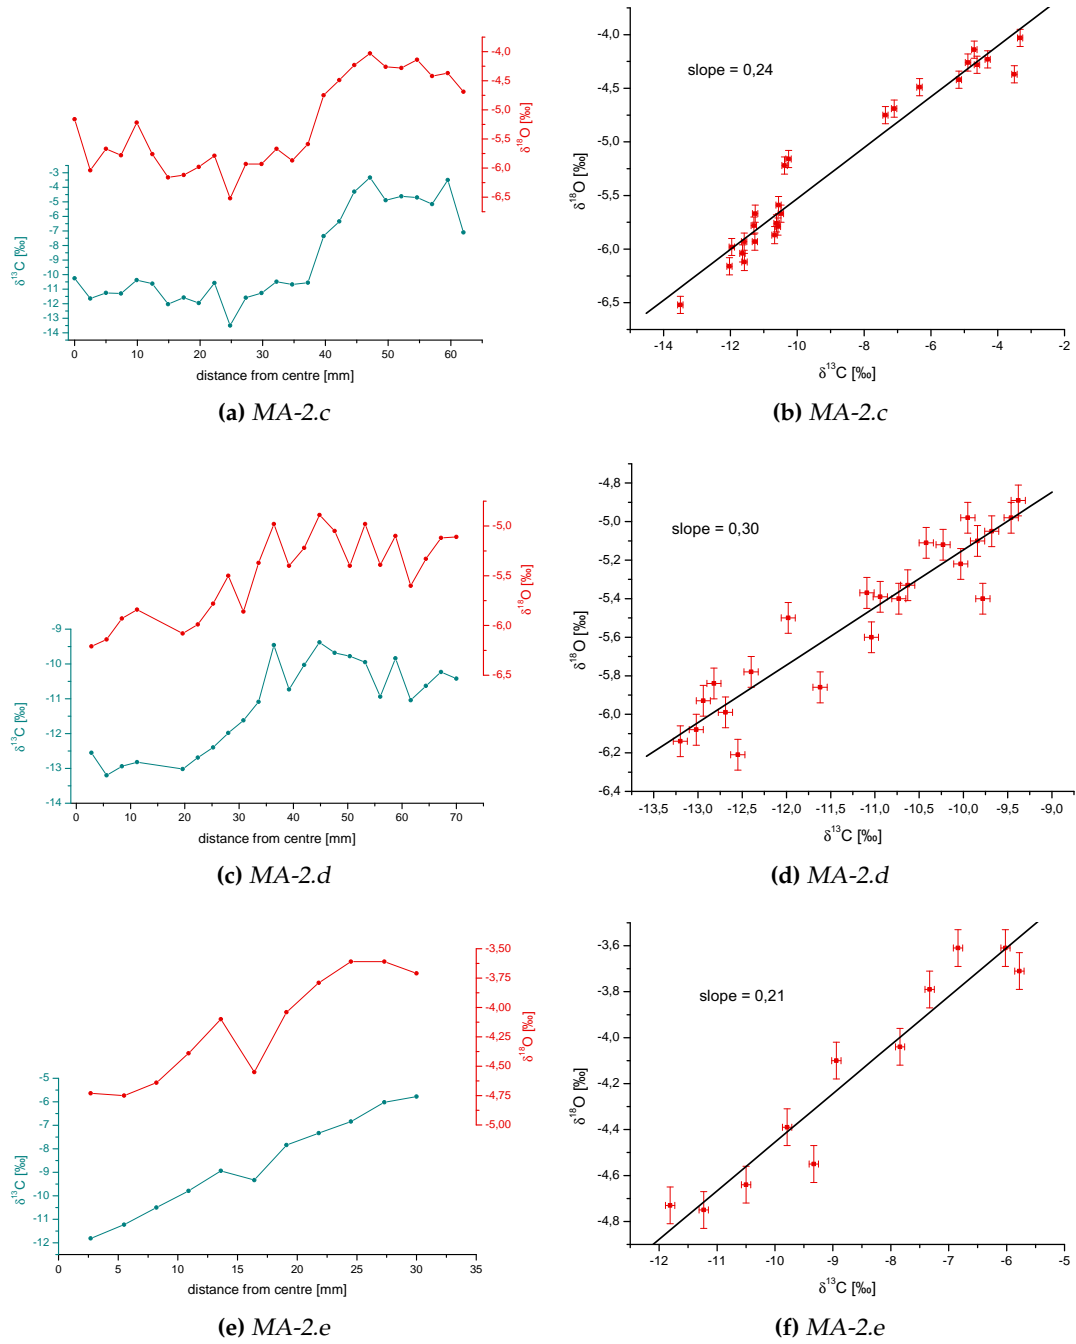 -4,0
-4,5
-5,0
-5,5
-6,0
-6,5
δ¹⁸O [‰]
-3
-4
-5
-6
-7
-8
-9
-10
-11
-12
-13
-14
δ¹³C [‰]
0 10 20 30 40 50 60
distance from centre [mm]
(a) MA-2.c
slope = 0,24
-4,0
-4,5
-5,0
-5,5
-6,0
-6,5
δ¹⁸O [‰]
-14 -12 -10 -8 -6 -4 -2
δ¹³C [‰]
(b) MA-2.c
-5,0
-5,5
-6,0
-6,5
δ¹⁸O [‰]
-9
-10
-11
-12
-13
-14
δ¹³C [‰]
0 10 20 30 40 50 60 70
distance from centre [mm]
(c) MA-2.d
slope = 0,30
-4,8
-5,0
-5,2
-5,4
-5,6
-5,8
-6,0
-6,2
-6,4
δ¹⁸O [‰]
-13,5 -13,0 -12,5 -12,0 -11,5 -11,0 -10,5 -10,0 -9,5 -9,0
δ¹³C [‰]
(d) MA-2.d
-3,50
-3,75
-4,00
-4,25
-4,50
-4,75
-5,00
δ¹⁸O [‰]
-5
-6
-7
-8
-9
-10
-11
-12
δ¹³C [‰]
0 5 10 15 20 25 30 35
distance from centre [mm]
(e) MA-2.e
slope = 0,21
-3,6
-3,8
-4,0
-4,2
-4,4
-4,6
-4,8
δ¹⁸O [‰]
-12 -11 -10 -9 -8 -7 -6 -5
δ¹³C [‰]
(f) MA-2.e